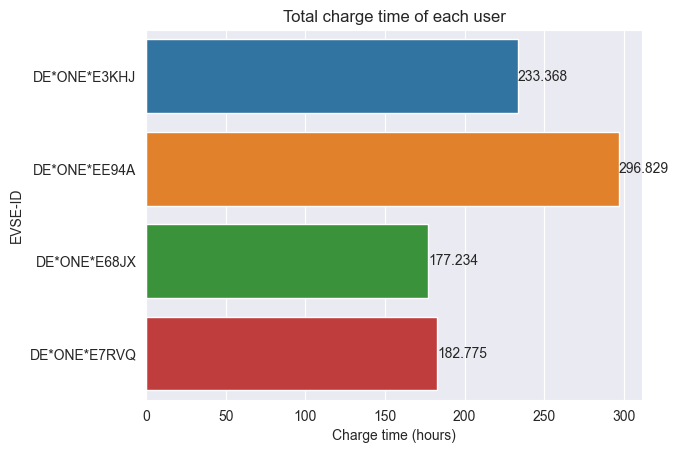 Total charge time of each user
DE*ONE*E3KHJ
233.368
DE*ONE*EE94A
296.829
EVSE-ID
DE*ONE*E68JX
177.234
DE*ONE*E7RVQ
182.775
0 50 100 150 200 250 300
Charge time (hours)